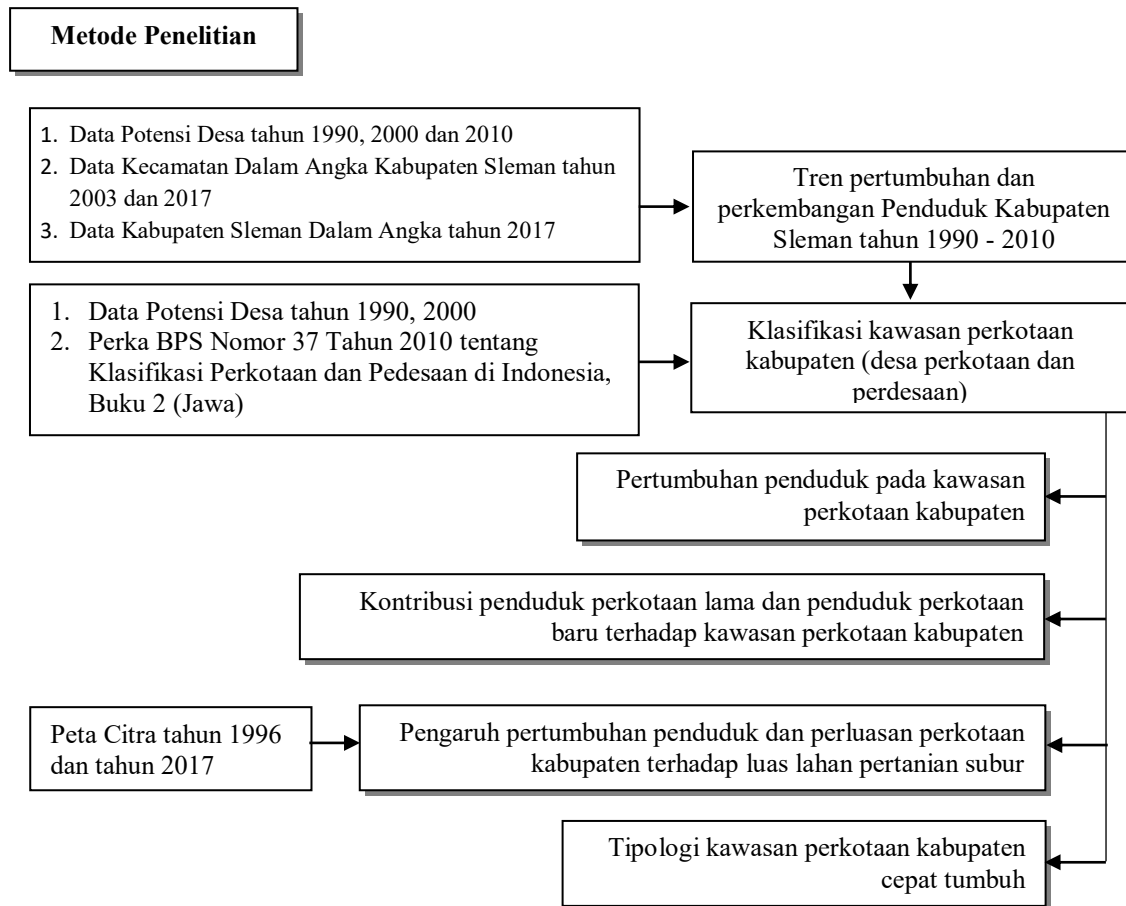 Metode Penelitian
1. Data Potensi Desa tahun 1990, 2000 dan 2010
2. Data Kecamatan Dalam Angka Kabupaten Sleman tahun
2003 dan 2017
3. Data Kabupaten Sleman Dalam Angka tahun 2017
Tren pertumbuhan dan
perkembangan Penduduk Kabupaten
Sleman tahun 1990 - 2010
1. Data Potensi Desa tahun 1990, 2000
2. Perka BPS Nomor 37 Tahun 2010 tentang
Klasifikasi Perkotaan dan Pedesaan di Indonesia,
Buku 2 (Jawa)
Klasifikasi kawasan perkotaan
kabupaten (desa perkotaan dan
perdesaan)
Pertumbuhan penduduk pada kawasan
perkotaan kabupaten
Kontribusi penduduk perkotaan lama dan penduduk perkotaan
baru terhadap kawasan perkotaan kabupaten
Peta Citra tahun 1996
dan tahun 2017
Pengaruh pertumbuhan penduduk dan perluasan perkotaan
kabupaten terhadap luas lahan pertanian subur
Tipologi kawasan perkotaan kabupaten
cepat tumbuh